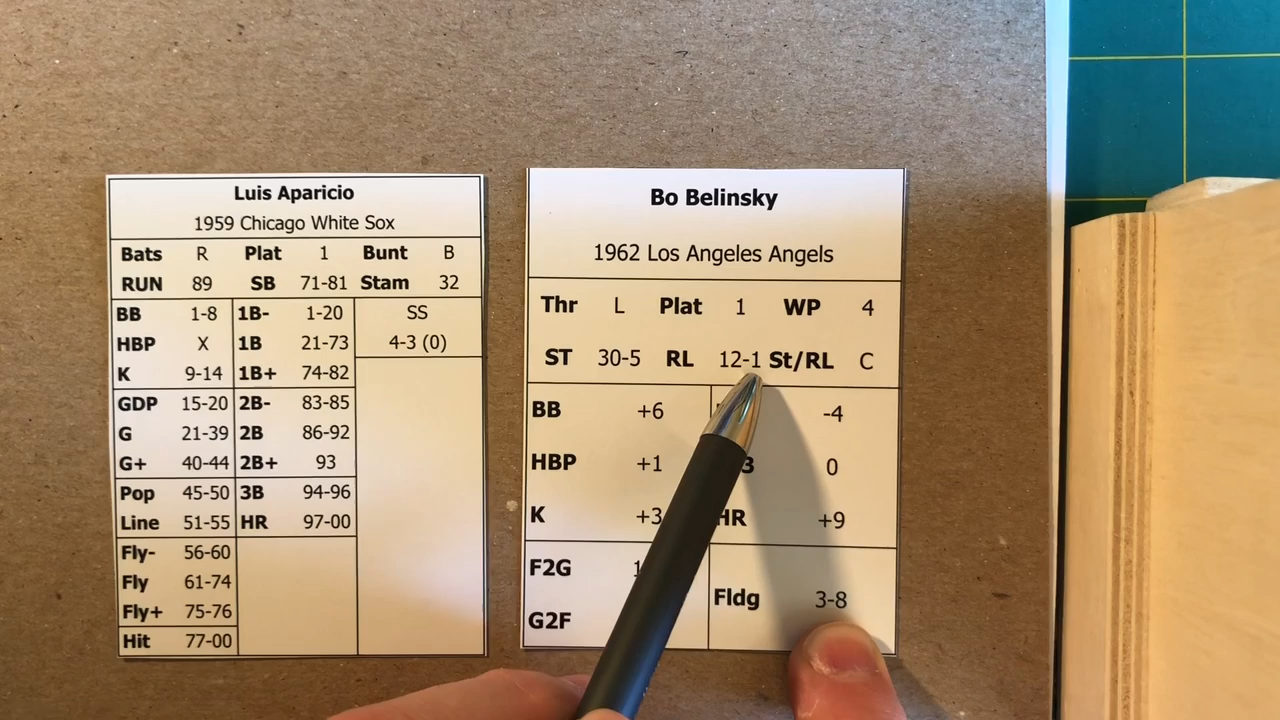 Luis Aparicio
1959 Chicago White Sox
Bats R Plat 1 Bunt B
RUN 89 SB 71-81 Stam 32
BB 1-8 1B- 1-20 SS
HBP X 1B 21-73 4-3 (0)
K 9-14 1B+ 74-82
GDP 15-20 2B- 83-85
G 21-39 2B 86-92
G+ 40-44 2B+ 93
Pop 45-50 3B 94-96
Line 51-55 HR 97-00
Fly- 56-60
Fly 61-74
Fly+ 75-76
Hit 77-00
Bo Belinsky
1962 Los Angeles Angels
Thr L Plat 1 WP 4
ST 30-5 RL 12-1 St/RL C
BB +6 -4
HBP +1 0
K +3 HR +9
F2G
Fldg 3-8
G2F